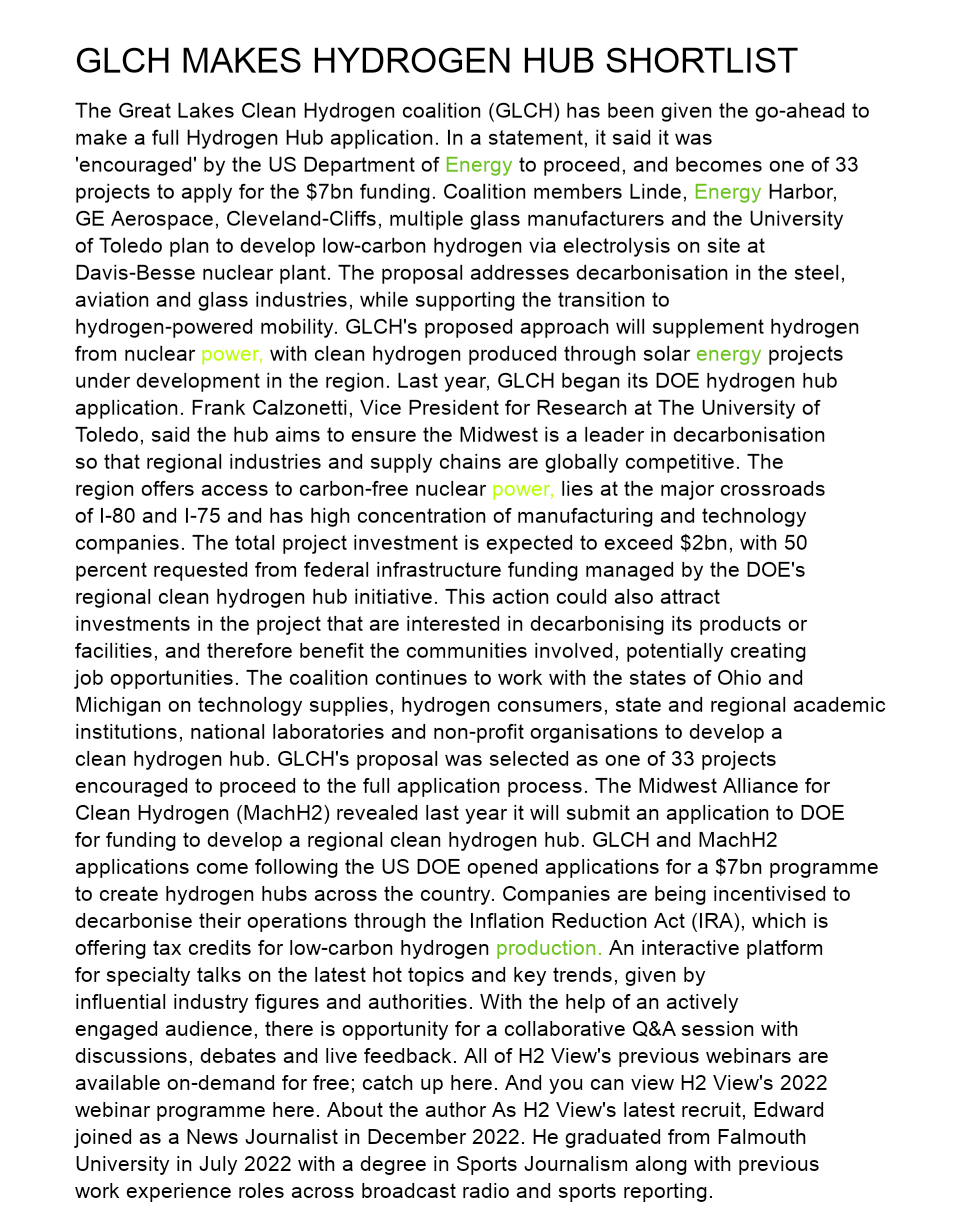 GLCH MAKES HYDROGEN HUB SHORTLIST
The Great Lakes Clean Hydrogen coalition (GLCH) has been given the go-ahead to
make a full Hydrogen Hub application. In a statement, it said it was
'encouraged' by the US Department of Energy to proceed, and becomes one of 33
projects to apply for the $7bn funding. Coalition members Linde, Energy Harbor,
GE Aerospace, Cleveland-Cliffs, multiple glass manufacturers and the University
of Toledo plan to develop low-carbon hydrogen via electrolysis on site at
Davis-Besse nuclear plant. The proposal addresses decarbonisation in the steel,
aviation and glass industries, while supporting the transition to
hydrogen-powered mobility. GLCH's proposed approach will supplement hydrogen
from nuclear power, with clean hydrogen produced through solar energy projects
under development in the region. Last year, GLCH began its DOE hydrogen hub
application. Frank Calzonetti, Vice President for Research at The University of
Toledo, said the hub aims to ensure the Midwest is a leader in decarbonisation
so that regional industries and supply chains are globally competitive. The
region offers access to carbon-free nuclear power, lies at the major crossroads
of I-80 and I-75 and has high concentration of manufacturing and technology
companies. The total project investment is expected to exceed $2bn, with 50
percent requested from federal infrastructure funding managed by the DOE's
regional clean hydrogen hub initiative. This action could also attract
investments in the project that are interested in decarbonising its products or
facilities, and therefore benefit the communities involved, potentially creating
job opportunities. The coalition continues to work with the states of Ohio and
Michigan on technology supplies, hydrogen consumers, state and regional academic
institutions, national laboratories and non-profit organisations to develop a
clean hydrogen hub. GLCH's proposal was selected as one of 33 projects
encouraged to proceed to the full application process. The Midwest Alliance for
Clean Hydrogen (MachH2) revealed last year it will submit an application to DOE
for funding to develop a regional clean hydrogen hub. GLCH and MachH2
applications come following the US DOE opened applications for a $7bn programme
to create hydrogen hubs across the country. Companies are being incentivised to
decarbonise their operations through the Inflation Reduction Act (IRA), which is
offering tax credits for low-carbon hydrogen production. An interactive platform
for specialty talks on the latest hot topics and key trends, given by
influential industry figures and authorities. With the help of an actively
engaged audience, there is opportunity for a collaborative Q&A session with
discussions, debates and live feedback. All of H2 View's previous webinars are
available on-demand for free; catch up here. And you can view H2 View's 2022
webinar programme here. About the author As H2 View's latest recruit, Edward
joined as a News Journalist in December 2022. He graduated from Falmouth
University in July 2022 with a degree in Sports Journalism along with previous
work experience roles across broadcast radio and sports reporting.